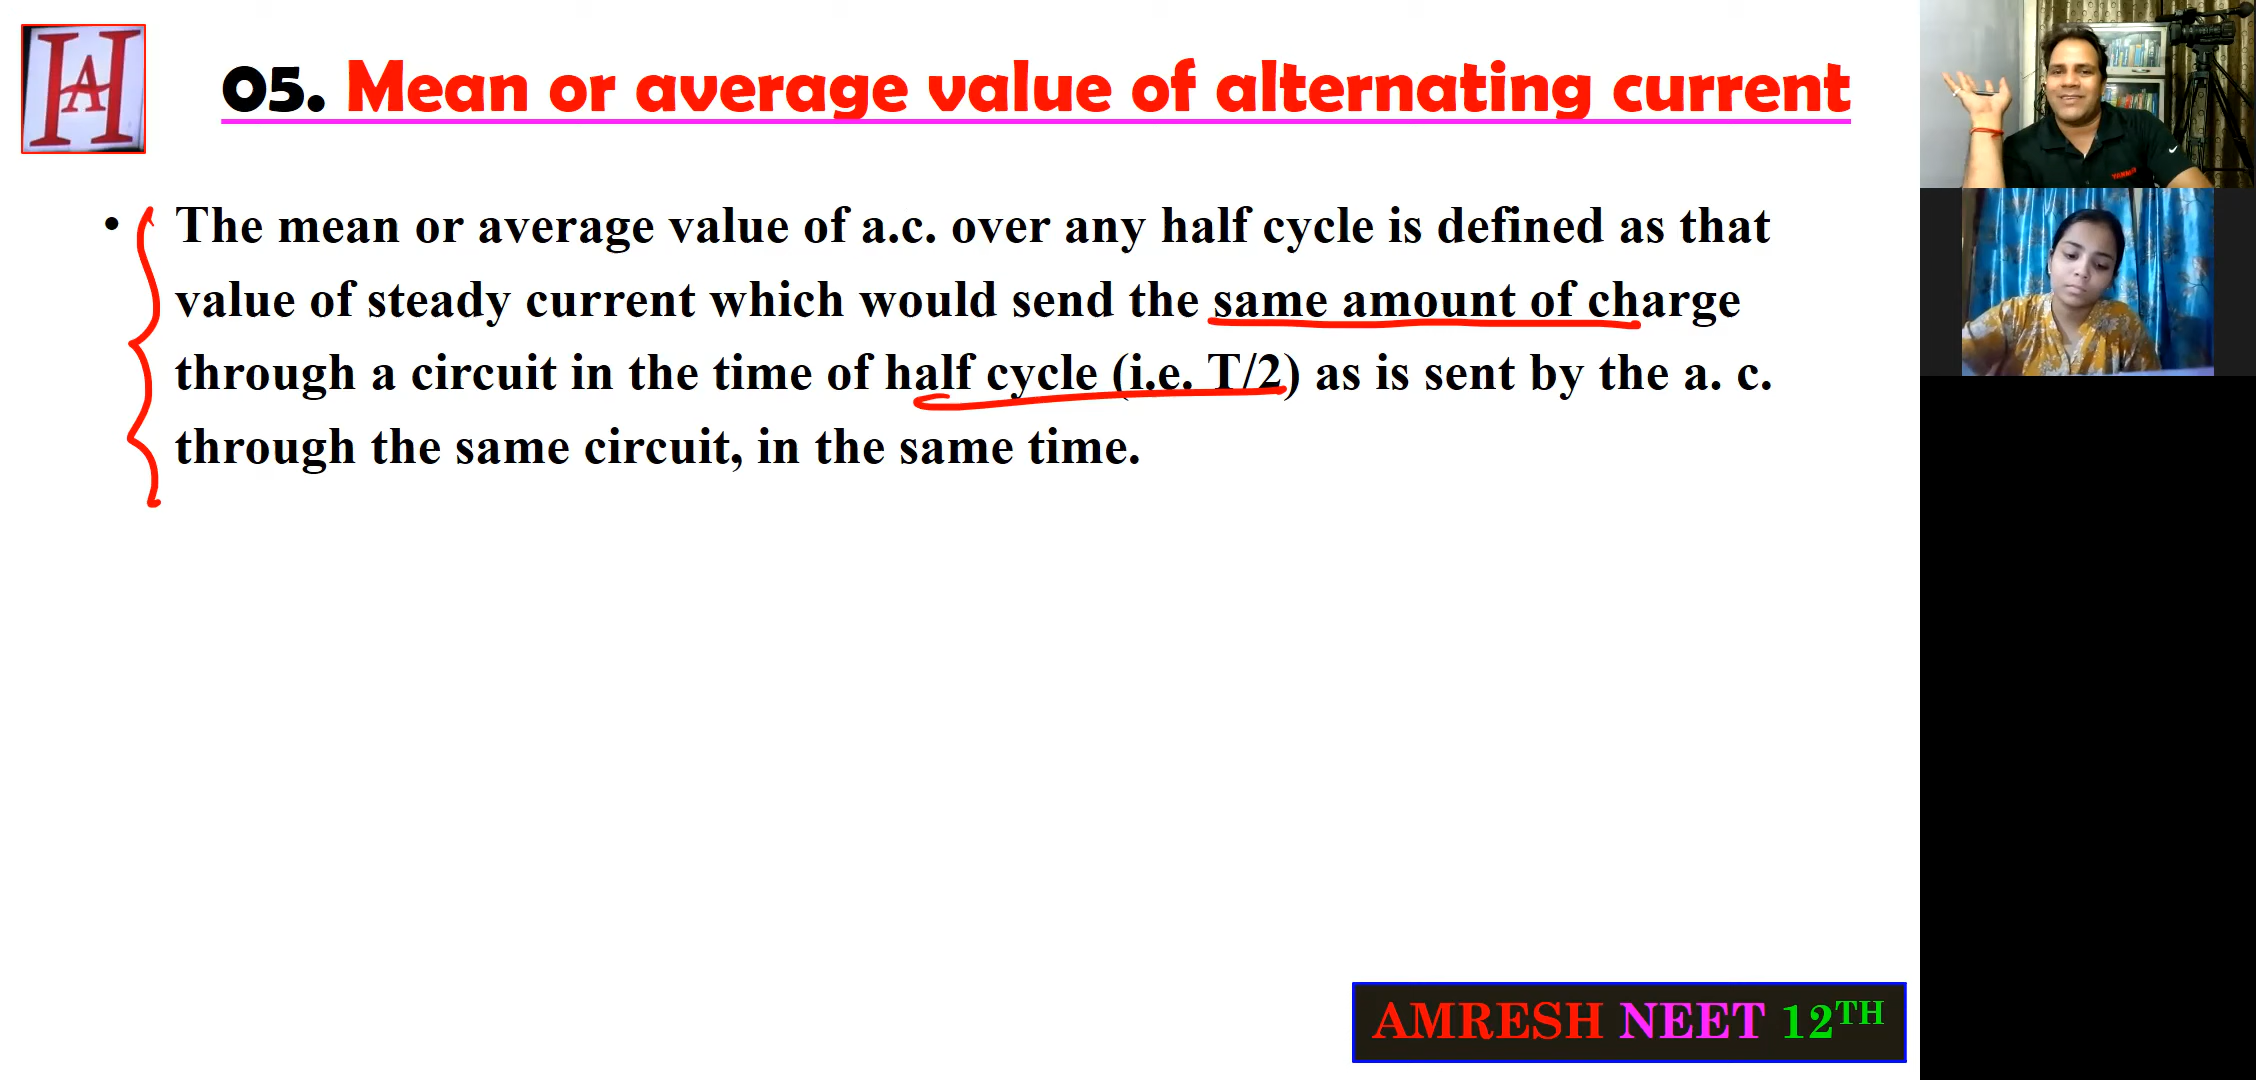 HA
05. Mean or average value of alternating current
• The mean or average value of a.c. over any half cycle is defined as that
value of steady current which would send the same amount of charge
through a circuit in the time of half cycle (i.e. T/2) as is sent by the a. c.
through the same circuit, in the same time.
AMRESH NEET 12TH